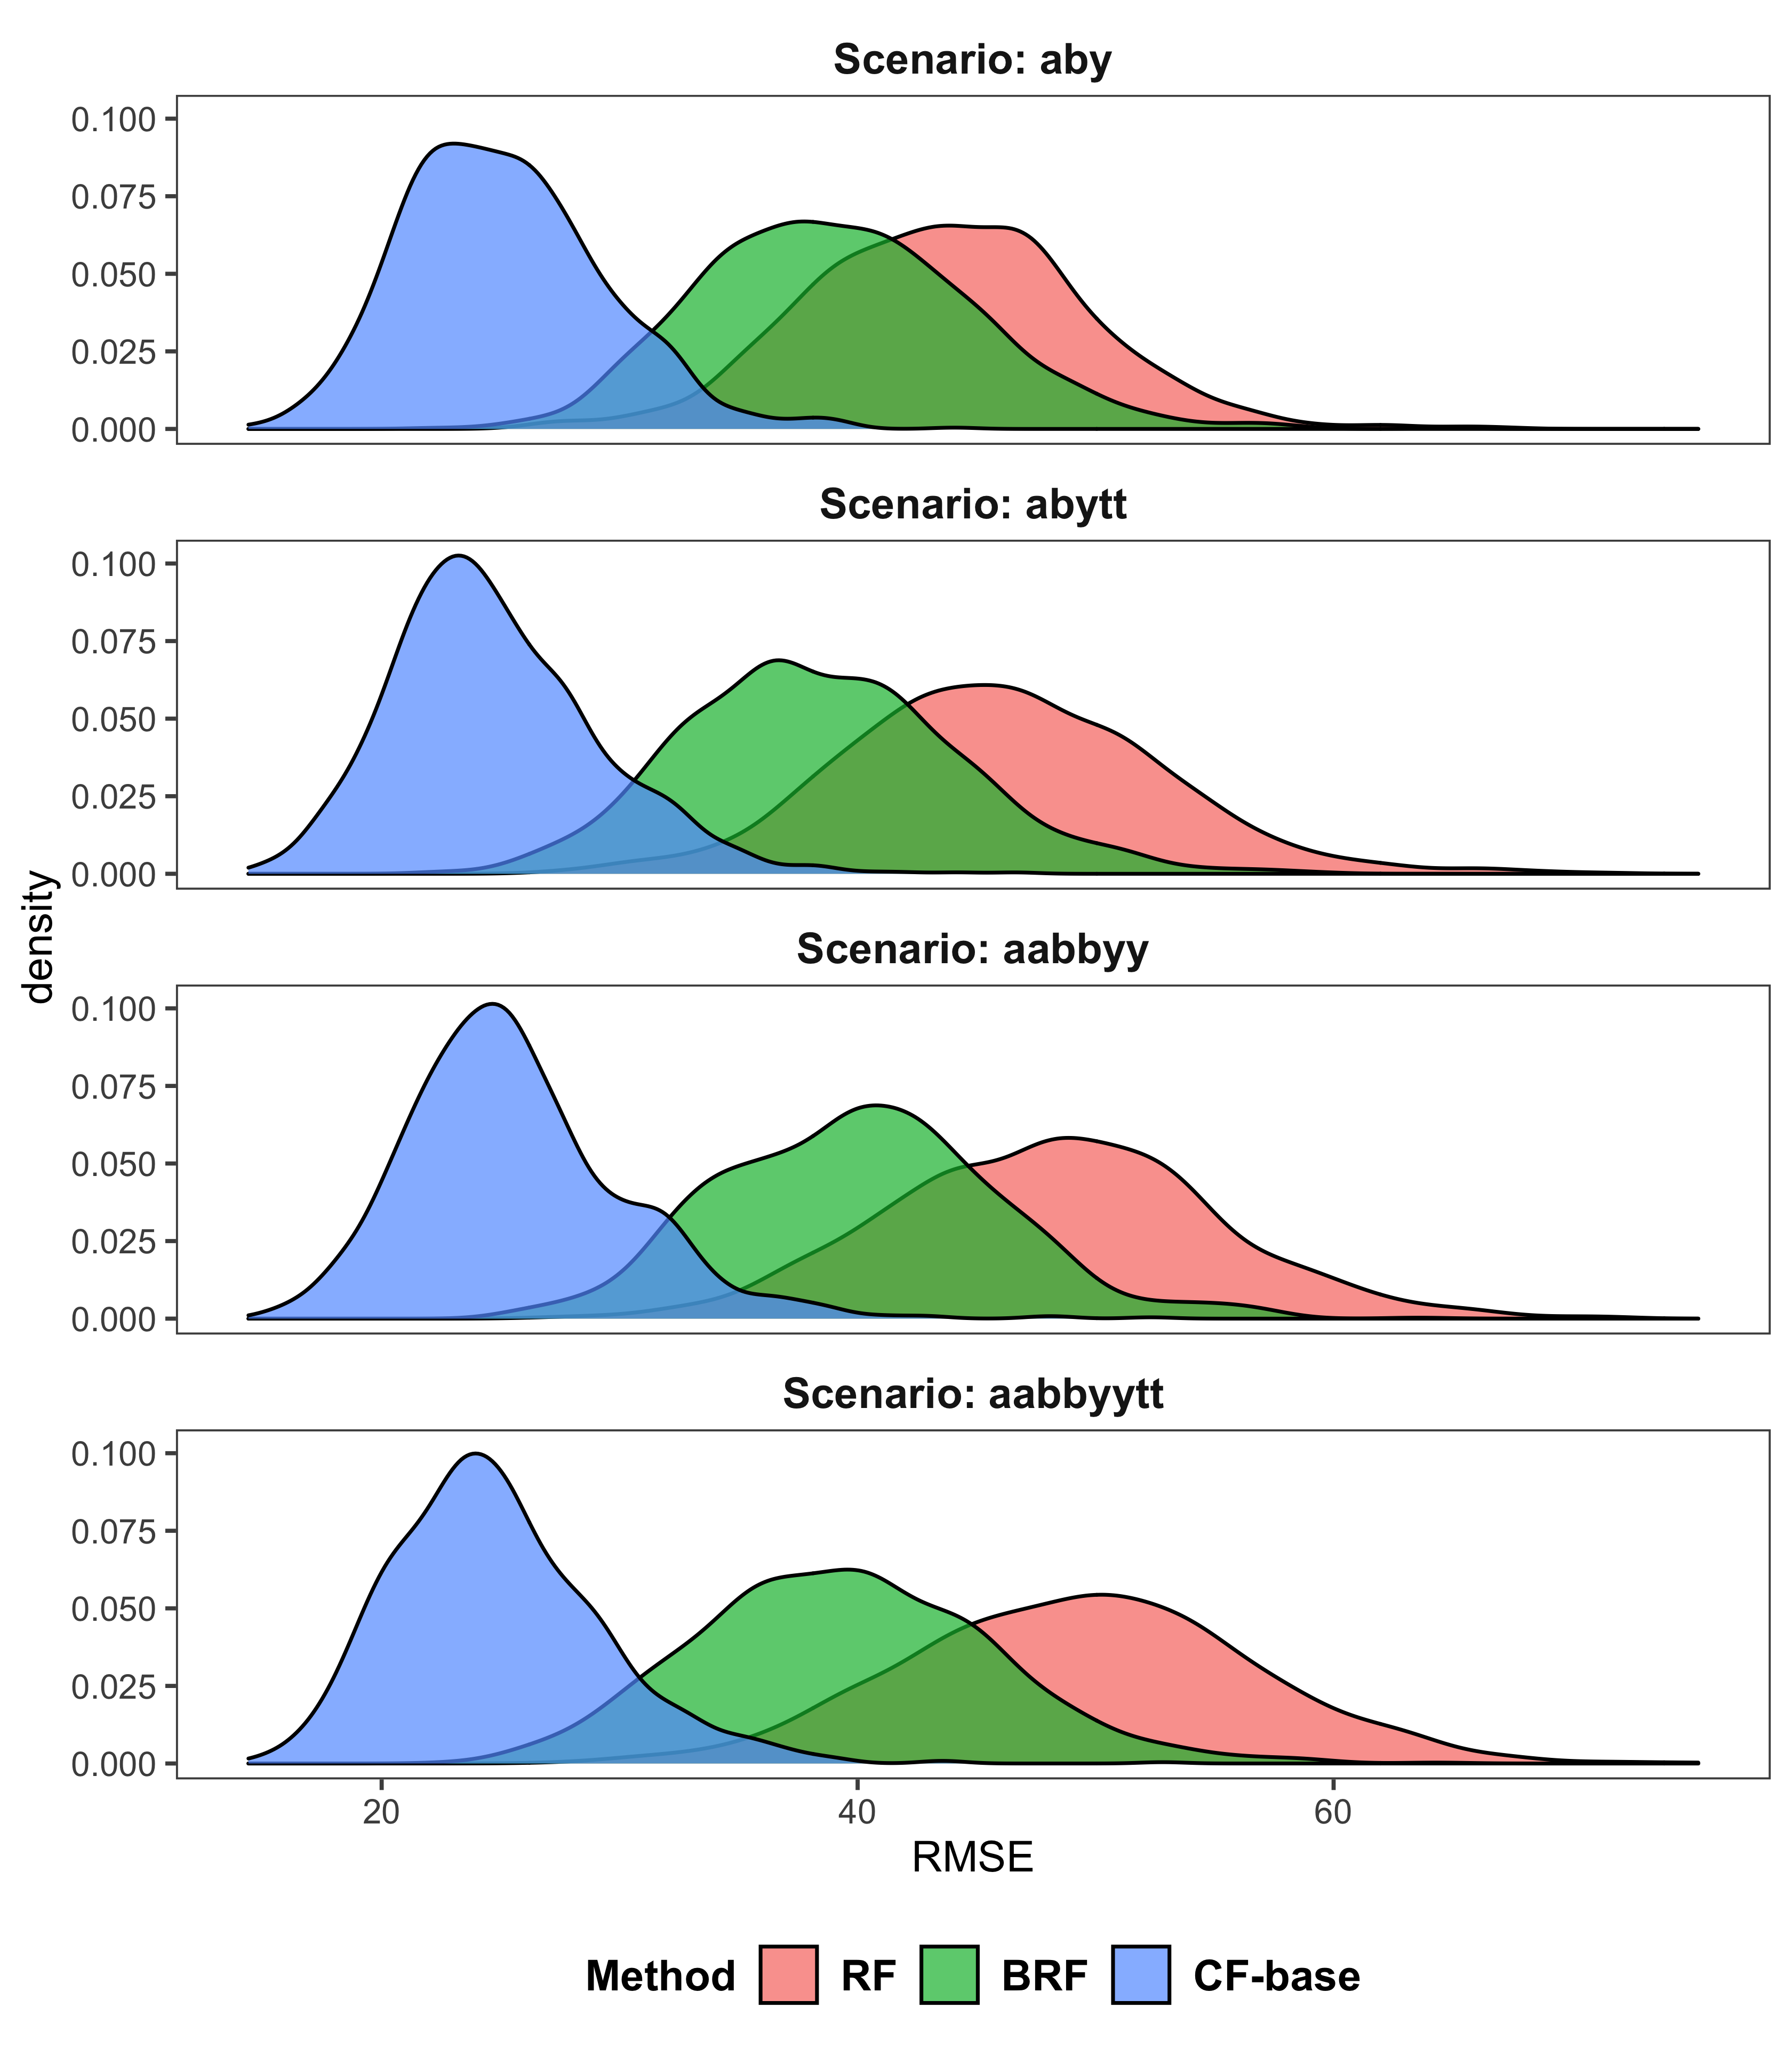 Scenario: aby
0.100
0.075
0.050
0.025
0.000
Scenario: abytt
0.100
0.075
0.050
0.025
0.000
density
Scenario: aabbyy
0.100
0.075
0.050
0.025
0.000
Scenario: aabbyytt
0.100
0.075
0.050
0.025
0.000
20 40 60
RMSE
Method RF BRF CF-base